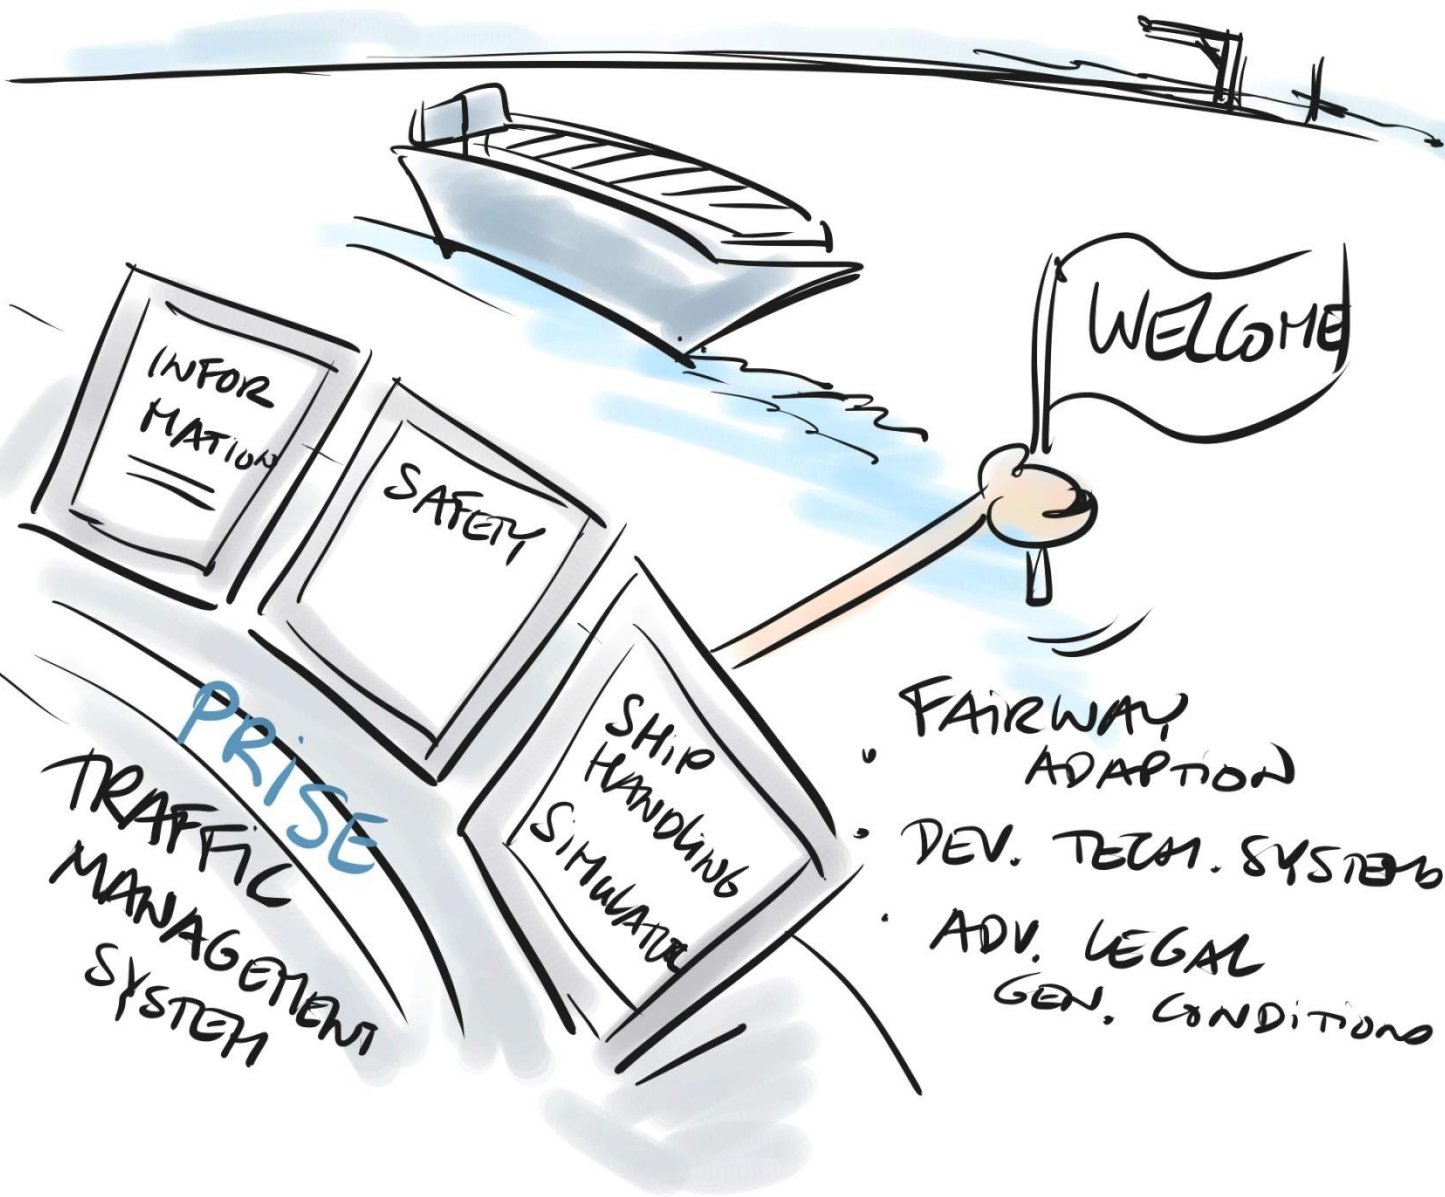 WELCOME
INFOR
MATION
SAFETY
SHiP
HANDLiNG
SiMULATOR
PRiSE
TRAFFiC
MANAGEMENT
SYSTEM
FAiRWAY
ADAPTiON
• DEV. TECH. SYSTEMS
• ADV. LEGAL
GEN. CONDiTiONS